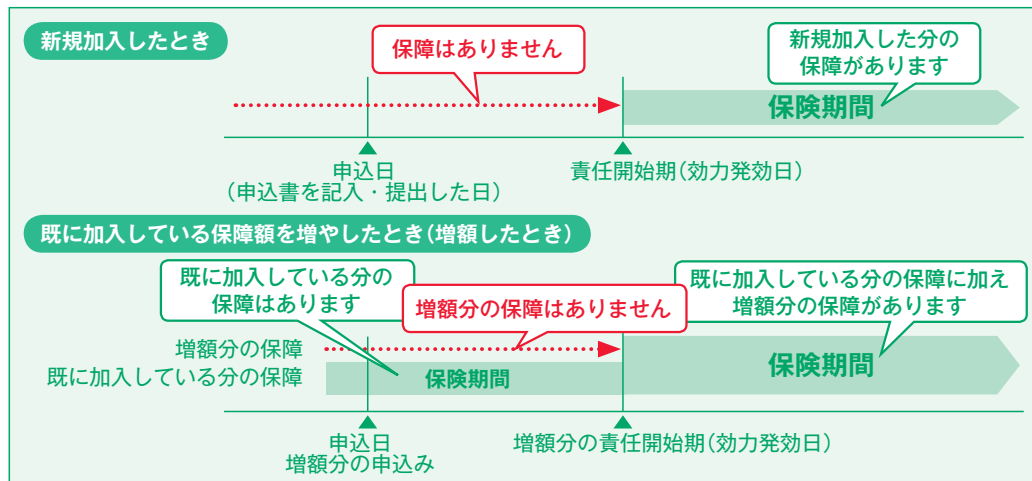 新規加入したとき
保障はありません
新規加入した分の
保障があります
保険期間
申込日
(申込書を記入・提出した日)
責任開始期(効力発効日)
既に加入している保障額を増やしたとき(増額したとき)
既に加入している分の
保障はあります
増額分の保障はありません
既に加入している分の保障に加え
増額分の保障があります
増額分の保障
既に加入している分の保障
保険期間
保険期間
申込日
増額分の申込み
増額分の責任開始期(効力発効日)